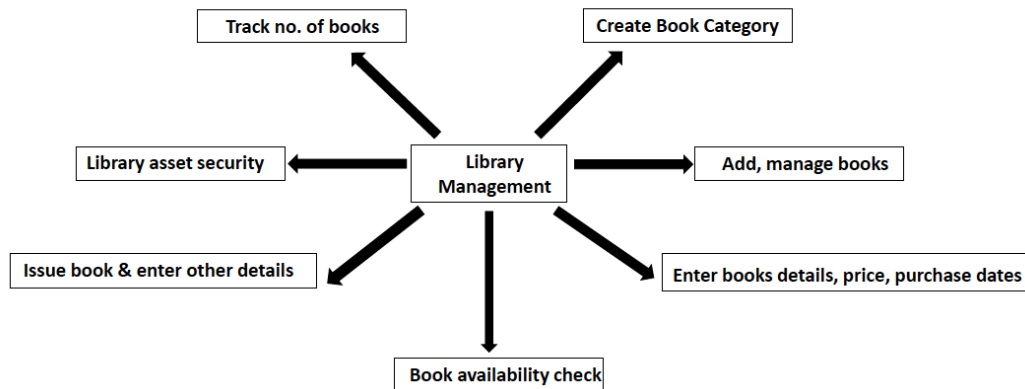 Track no. of books
Create Book Category
Library asset security
Library
Management
Add, manage books
Issue book & enter other details
Enter books details, price, purchase dates
Book availability check